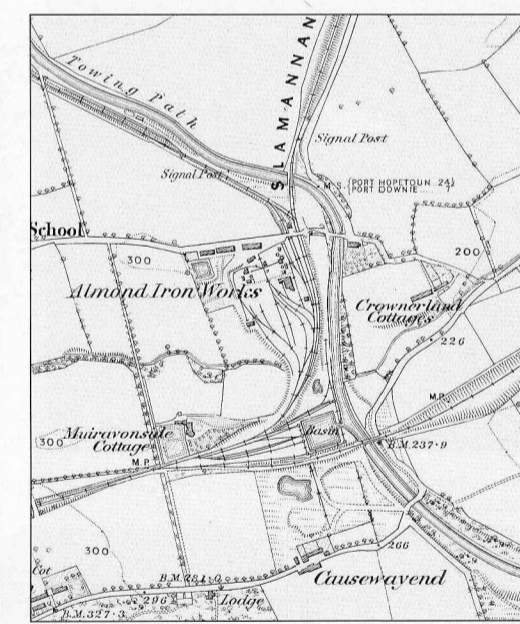 SLAMANNAN
Towing Path
Signal Post
Signal Post
M.S. {PORT HOPETOUN 24
PORT DOWNIE 7
School
300
200
Almond Iron Works
Crownerland
Cottages
226
M.P.
Muiravonside
Cottage
300
Basin
B.M.237·9
M.P.
300
266
Cot
B.M.281·0
Causewayend
296
Lodge
B.M.327·3